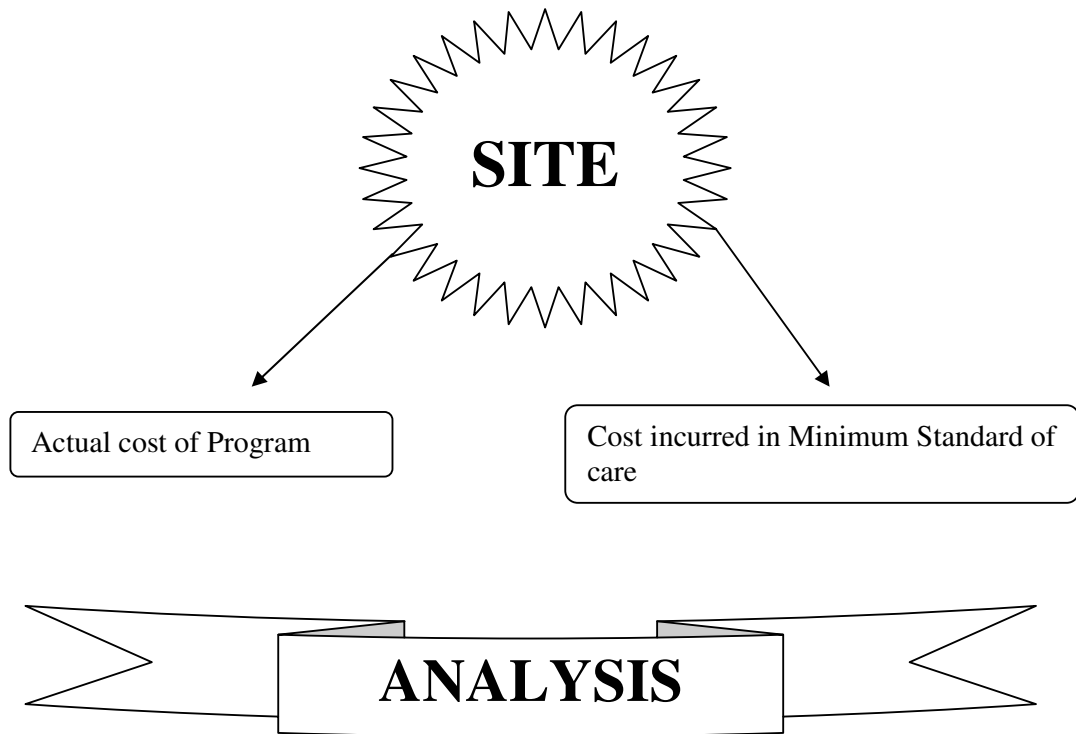 SITE
Actual cost of Program
Cost incurred in Minimum Standard of
care
ANALYSIS